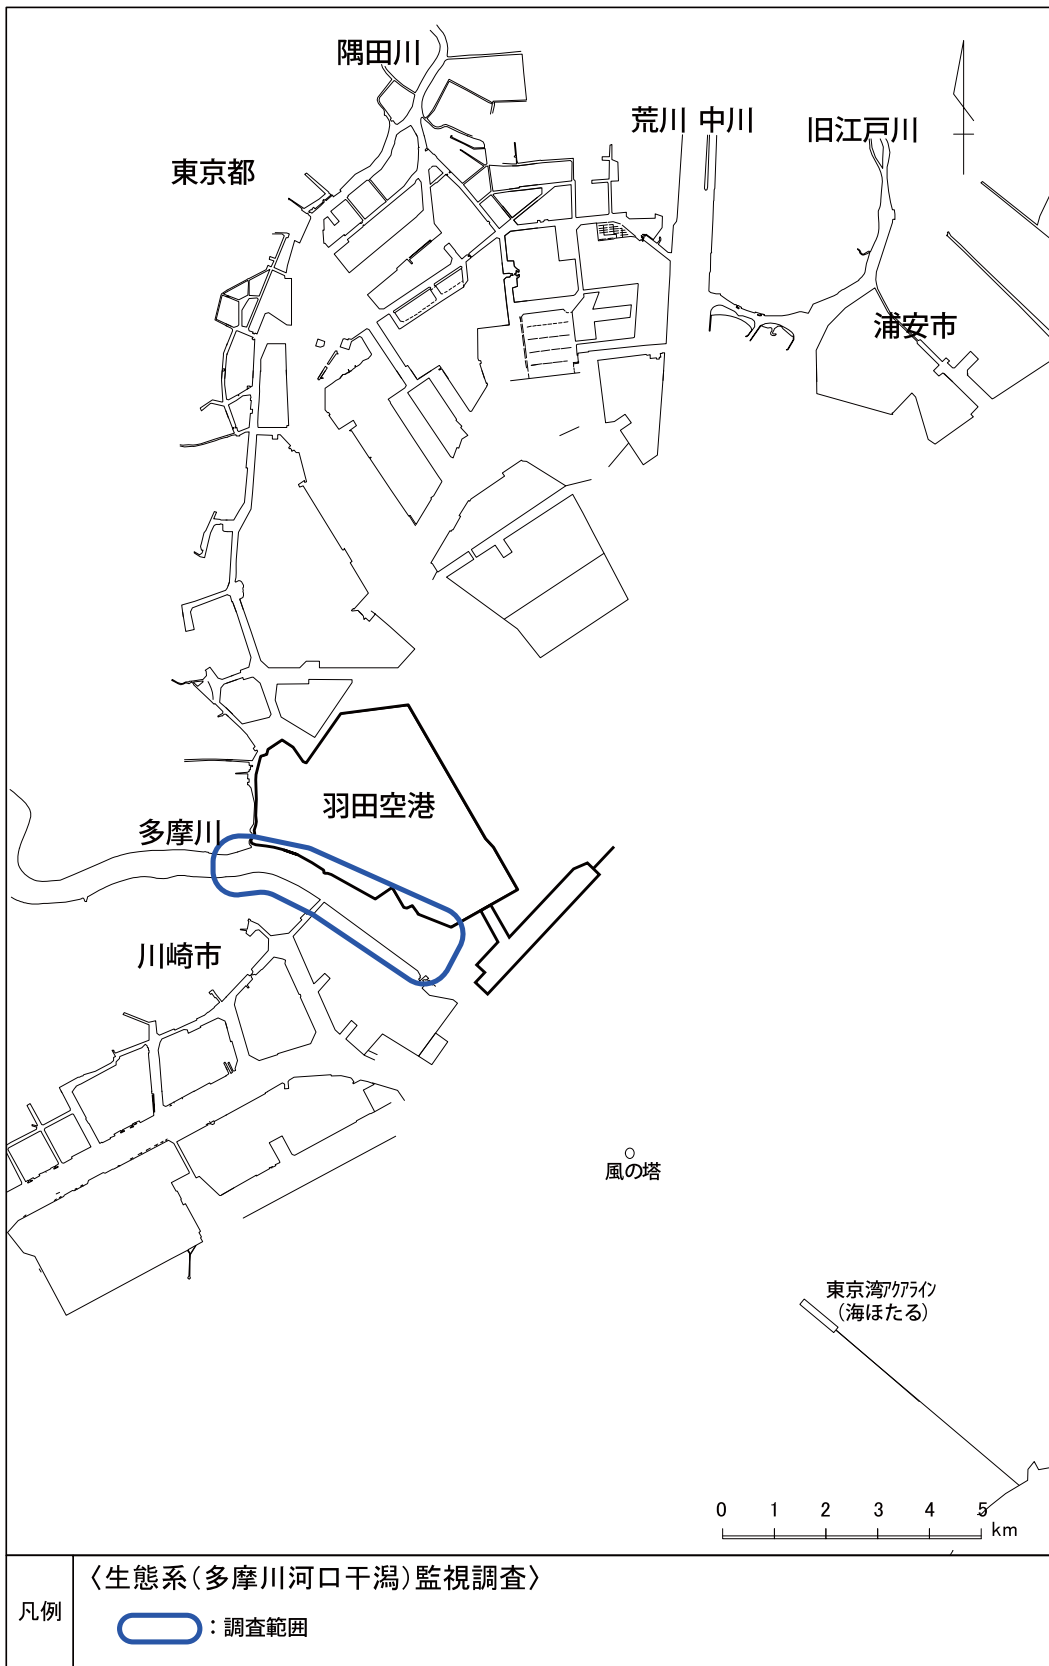 隅田川
荒川 中川
旧江戸川
東京都
浦安市
羽田空港
多摩川
川崎市
風の塔
東京湾アクアライン
(海ほたる)
0 1 2 3 4 5
km
凡例
〈生態系(多摩川河口干潟)監視調査〉
：調査範囲